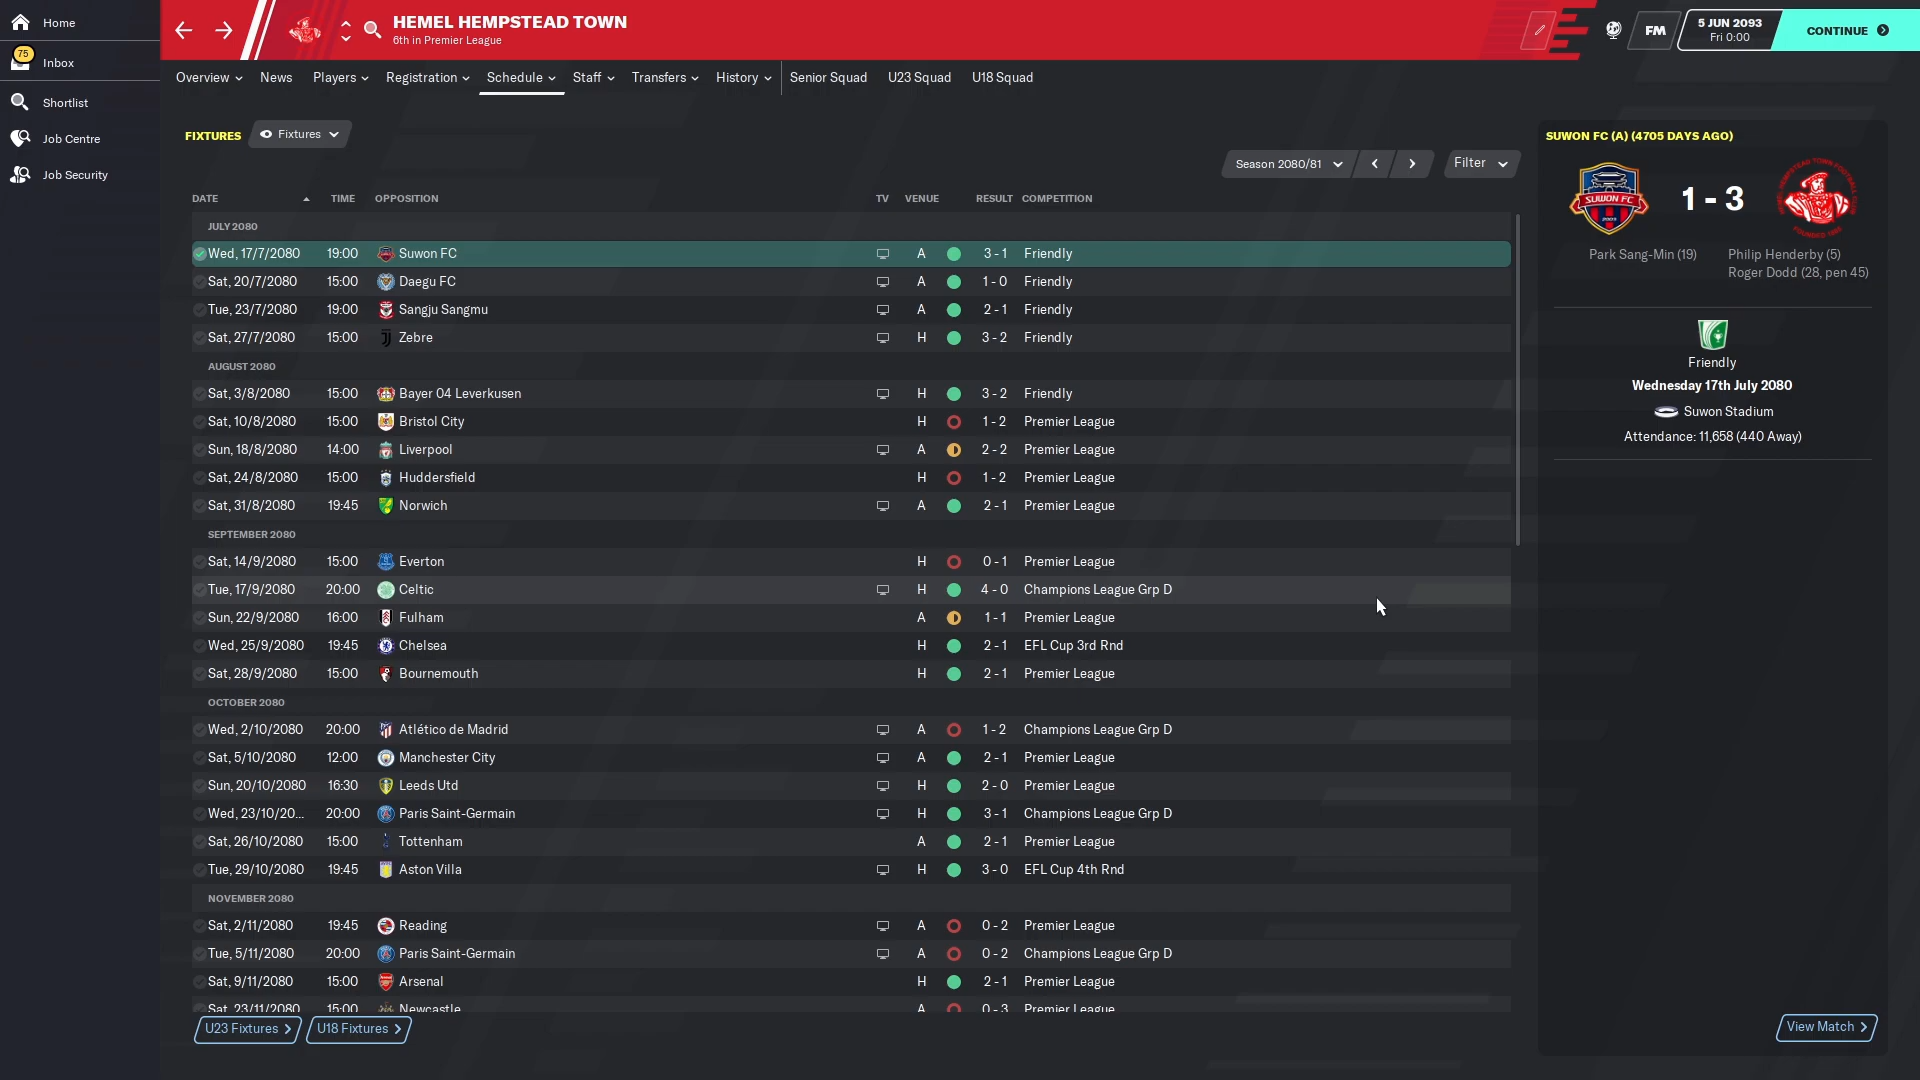 Home
75
Inbox
Shortlist
Job Centre
Job Security
HEMEL HEMPSTEAD TOWN
6th in Premier League
FM
5 JUN 2093
Fri 0:00
CONTINUE
Overview News Players Registration Schedule Staff Transfers History Senior Squad U23 Squad U18 Squad
FIXTURES Fixtures
Season 2080/81 Filter
DATE TIME OPPOSITION TV VENUE RESULT COMPETITION
JULY 2080
Wed, 17/7/2080 19:00 Suwon FC A 3 - 1 Friendly
Sat, 20/7/2080 15:00 Daegu FC A 1 - 0 Friendly
Tue, 23/7/2080 19:00 Sangju Sangmu A 2 - 1 Friendly
Sat, 27/7/2080 15:00 Zebre H 3 - 2 Friendly
AUGUST 2080
Sat, 3/8/2080 15:00 Bayer 04 Leverkusen H 3 - 2 Friendly
Sat, 10/8/2080 15:00 Bristol City H 1 - 2 Premier League
Sun, 18/8/2080 14:00 Liverpool A 2 - 2 Premier League
Sat, 24/8/2080 15:00 Huddersfield H 1 - 2 Premier League
Sat, 31/8/2080 19:45 Norwich A 2 - 1 Premier League
SEPTEMBER 2080
Sat, 14/9/2080 15:00 Everton H 0 - 1 Premier League
Tue, 17/9/2080 20:00 Celtic H 4 - 0 Champions League Grp D
Sun, 22/9/2080 16:00 Fulham A 1 - 1 Premier League
Wed, 25/9/2080 19:45 Chelsea H 2 - 1 EFL Cup 3rd Rnd
Sat, 28/9/2080 15:00 Bournemouth H 2 - 1 Premier League
OCTOBER 2080
Wed, 2/10/2080 20:00 Atlético de Madrid A 1 - 2 Champions League Grp D
Sat, 5/10/2080 12:00 Manchester City A 2 - 1 Premier League
Sun, 20/10/2080 16:30 Leeds Utd H 2 - 0 Premier League
Wed, 23/10/20... 20:00 Paris Saint-Germain H 3 - 1 Champions League Grp D
Sat, 26/10/2080 15:00 Tottenham A 2 - 1 Premier League
Tue, 29/10/2080 19:45 Aston Villa H 3 - 0 EFL Cup 4th Rnd
NOVEMBER 2080
Sat, 2/11/2080 19:45 Reading A 0 - 2 Premier League
Tue, 5/11/2080 20:00 Paris Saint-Germain A 0 - 2 Champions League Grp D
Sat, 9/11/2080 15:00 Arsenal H 2 - 1 Premier League
Sat, 23/11/2080 15:00 Newcastle A 0 - 3 Premier League
U23 Fixtures U18 Fixtures
SUWON FC (A) (4705 DAYS AGO)
SUWON FC
1 - 3
HEMEL HEMPSTEAD TOWN FOOTBALL CLUB
Park Sang-Min (19)
Philip Henderby (5)
Roger Dodd (28, pen 45)
Friendly
Wednesday 17th July 2080
Suwon Stadium
Attendance: 11,658 (440 Away)
View Match